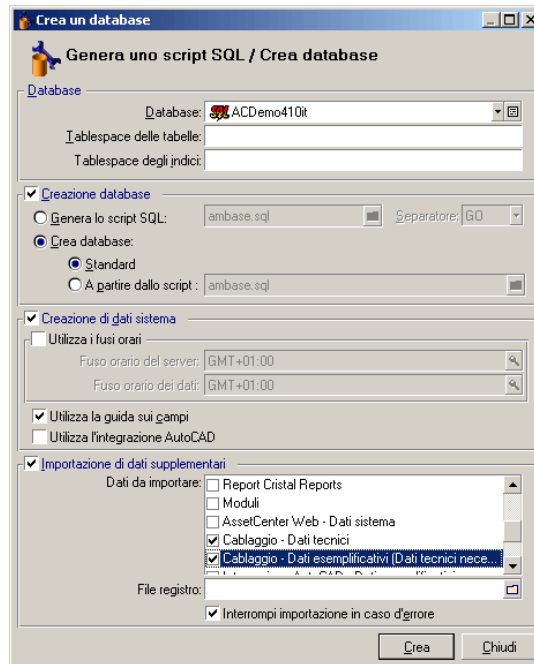 Crea un database
Genera uno script SQL / Crea database
Database
Database: ACDemo410it
Tablespace delle tabelle:
Tablespace degli indici:
Creazione database
Genera lo script SQL: ambase.sql Separatore: GO
Crea database:
Standard
A partire dallo script : ambase.sql
Creazione di dati sistema
Utilizza i fusi orari
Fuso orario del server: GMT+01:00
Fuso orario dei dati: GMT+01:00
Utilizza la guida sui campi
Utilizza l'integrazione AutoCAD
Importazione di dati supplementari
Dati da importare: Report Cristal Reports
Moduli
AssetCenter Web - Dati sistema
Cablaggio - Dati tecnici
Cablaggio - Dati esemplificativi (Dati tecnici nece...
File registro:
Interrompi importazione in caso d'errore
Crea Chiudi